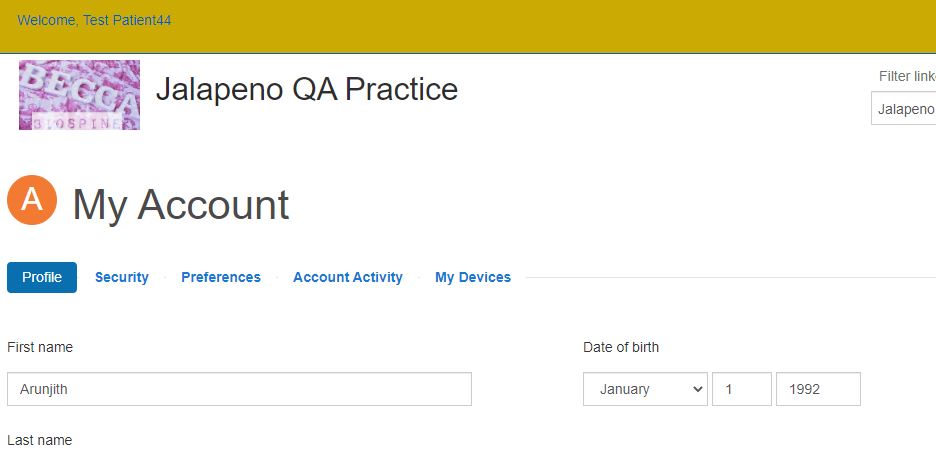 Welcome, Test Patient44
BECCA
BIOSPINE
Jalapeno QA Practice
Filter link
Jalapeno
A
My Account
Profile Security Preferences Account Activity My Devices
First name
Date of birth
Arunjith
January 1 1992
Last name